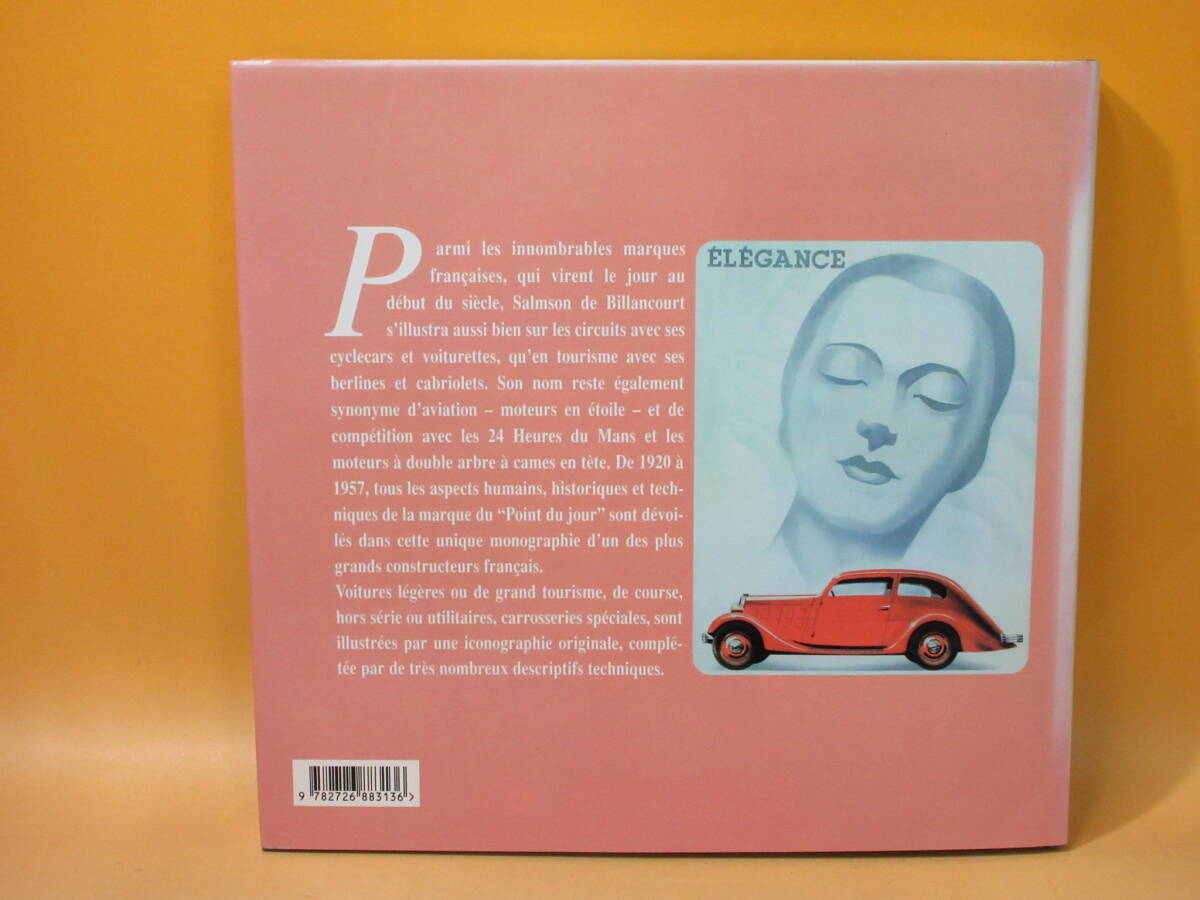 Parmi les innombrables marques
françaises, qui virent le jour au
début du siècle, Salmson de Billancourt
s'illustra aussi bien sur les circuits avec ses
cyclecars et voiturettes, qu'en tourisme avec ses
berlines et cabriolets. Son nom reste également
synonyme d'aviation – moteurs en étoile – et de
compétition avec les 24 Heures du Mans et les
moteurs à double arbre à cames en tête. De 1920 à
1957, tous les aspects humains, historiques et tech-
niques de la marque du "Point du jour" sont dévoi-
lés dans cette unique monographie d'un des plus
grands constructeurs français.
Voitures légères ou de grand tourisme, de course,
hors série ou utilitaires, carrosseries spéciales, sont
illustrées par une iconographie originale, complé-
tée par de très nombreux descriptifs techniques.
ÉLÉGANCE
9 782726 883136 >